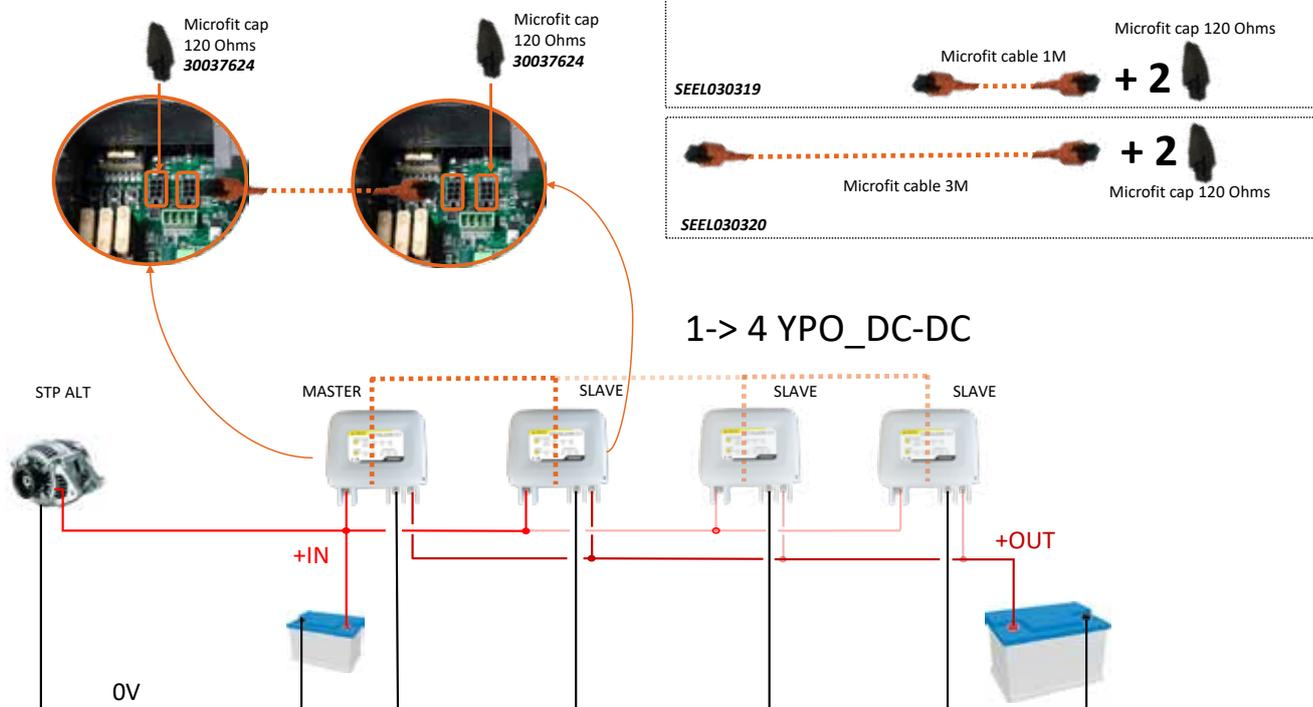 Microfit cap
120 Ohms
30037624
Microfit cap
120 Ohms
30037624
Microfit cap 120 Ohms
Microfit cable 1M
+ 2
SEEL030319
+ 2
Microfit cable 3M
Microfit cap 120 Ohms
SEEL030320
1-> 4 YPO_DC-DC
STP ALT
MASTER
SLAVE
SLAVE
SLAVE
+IN
+OUT
0V